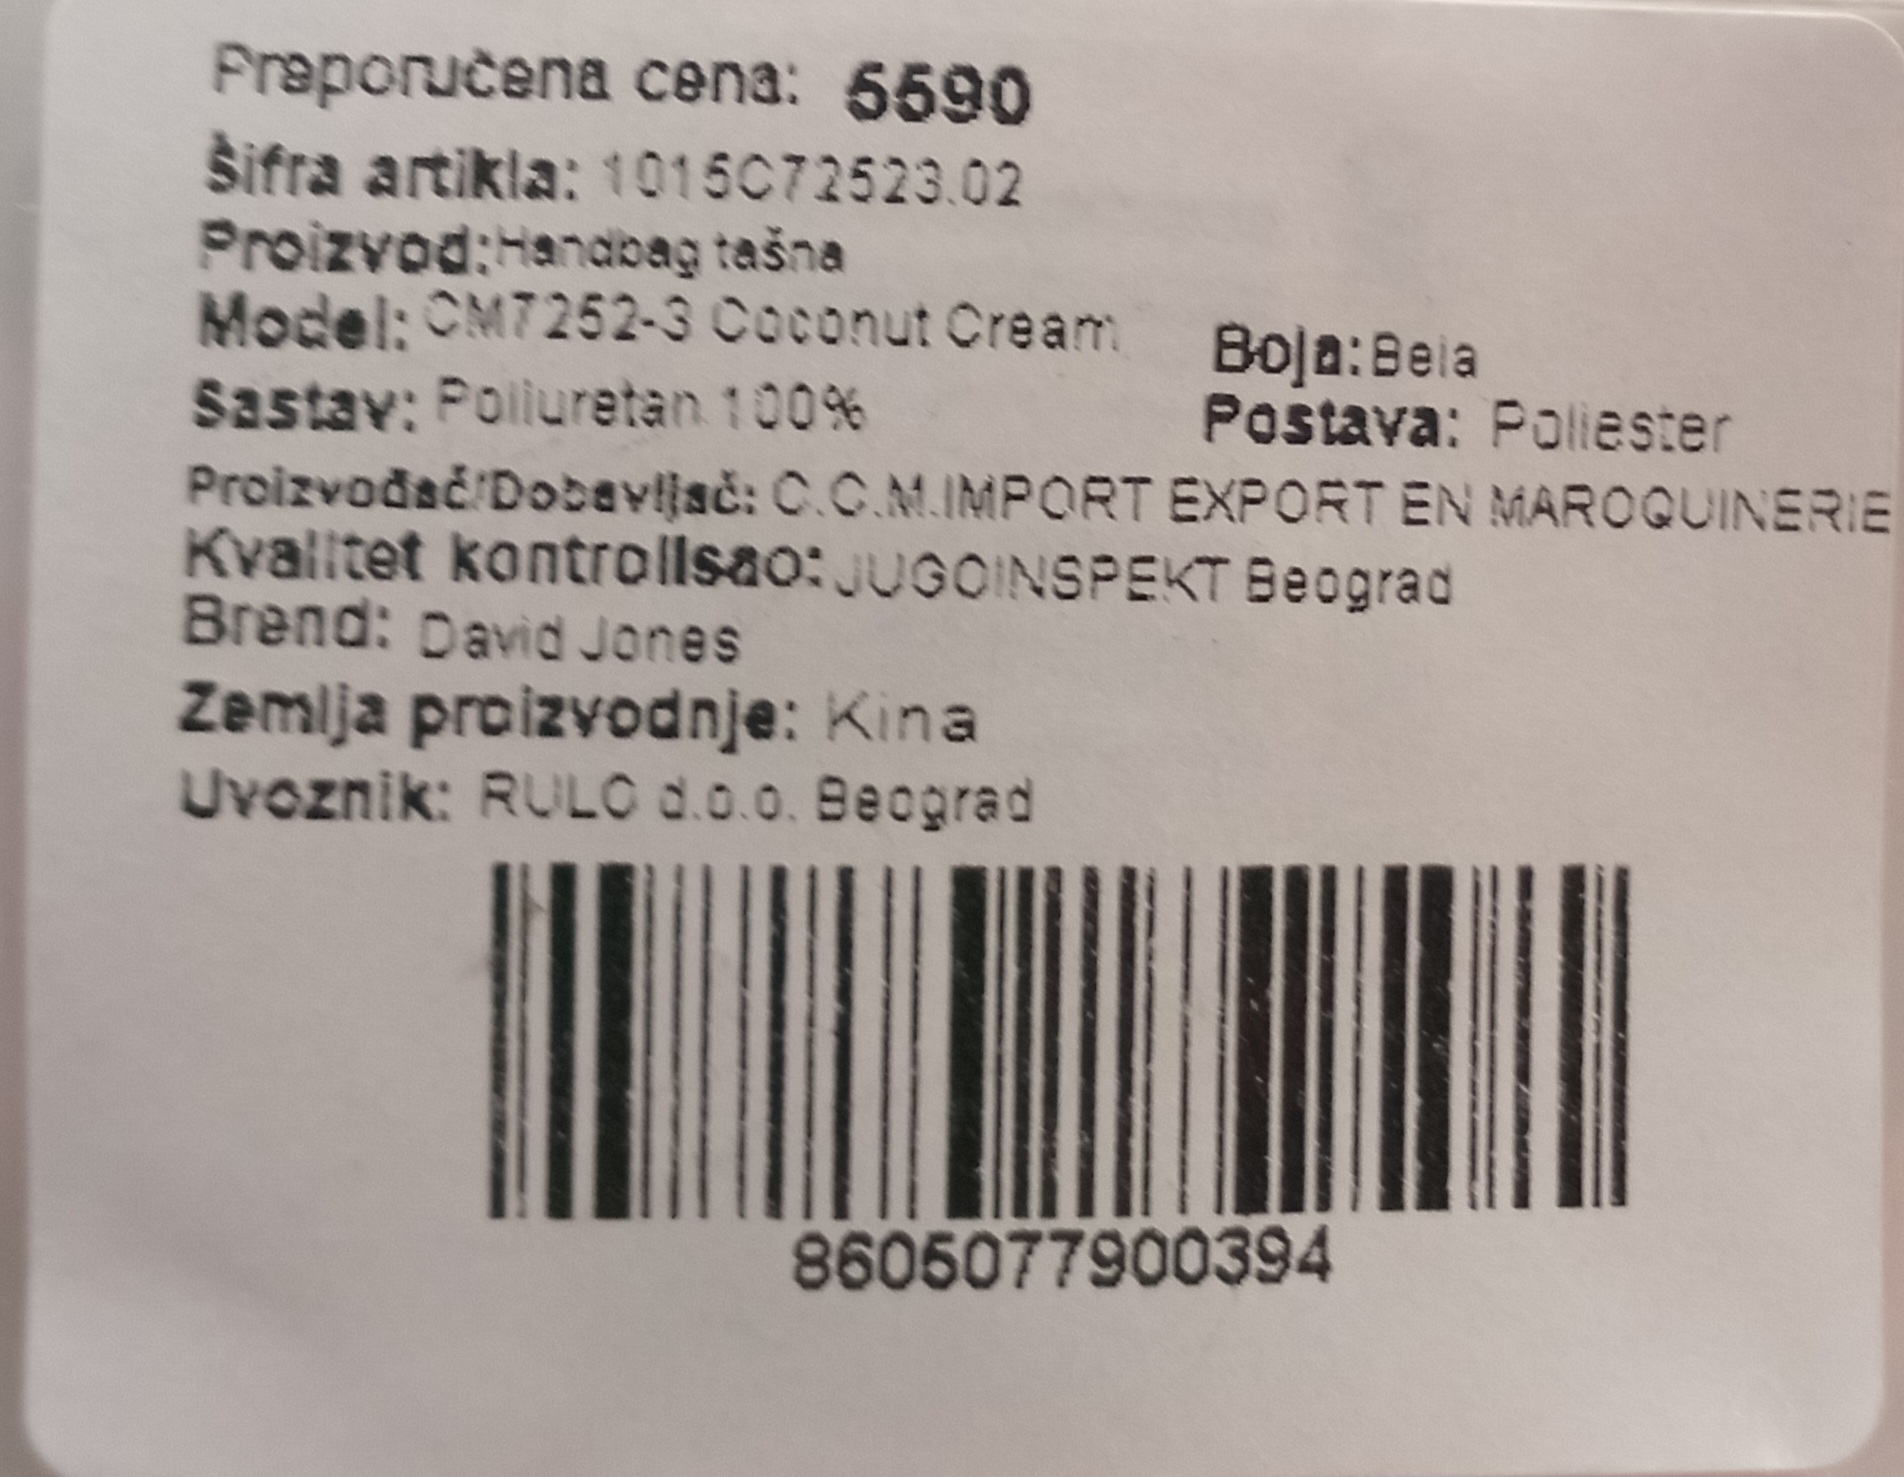 Preporučena cena: 5590
Šifra artikla: 1015C72523.02
Proizvod:Handbag tašna
Model: CM7252-3 Coconut Cream Boja:Bela
Sastav: Poliuretan 100% Postava: Poliester
Proizvođač/Dobavljač: C.C.M.IMPORT EXPORT EN MAROQUINERIE
Kvalitet kontrolisao:JUGOINSPEKT Beograd
Brend: David Jones
Zemlja proizvodnje: Kina
Uvoznik: RULO d.o.o. Beograd
8605077900394